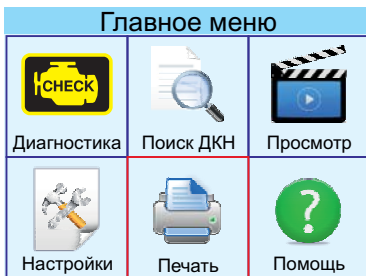 Главное меню
CHECK
Диагностика Поиск ДКН Просмотр
?
Настройки Печать Помощь